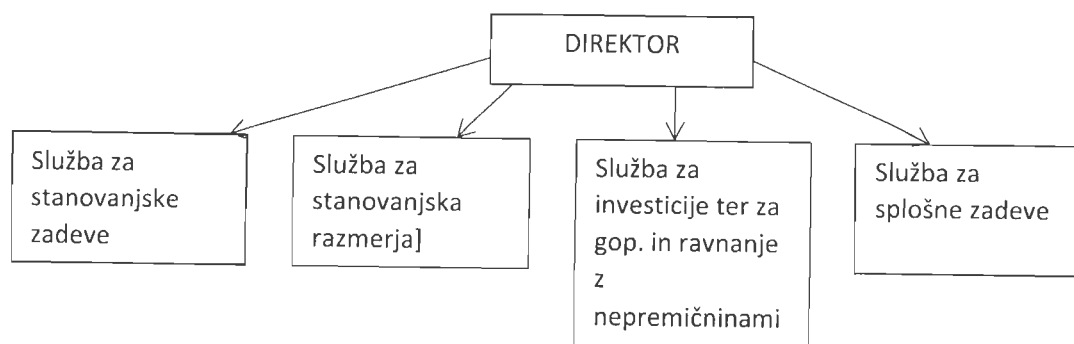 DIREKTOR
Služba za
stanovanjske
zadeve
Služba za
stanovanjska
razmerja]
Služba za
investicije ter za
gop. in ravnanje
z
nepremičninami
Služba za
splošne zadeve